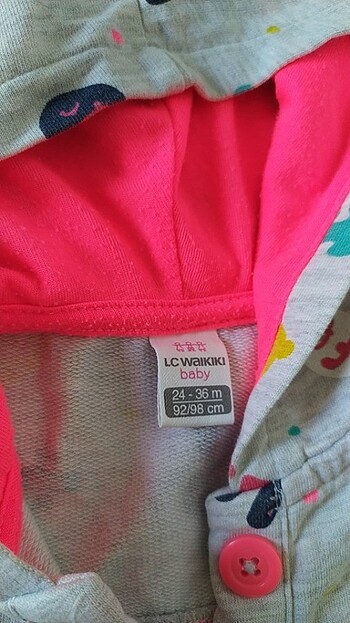 LC WAIKIKI
baby
24 - 36 m
92/98 cm